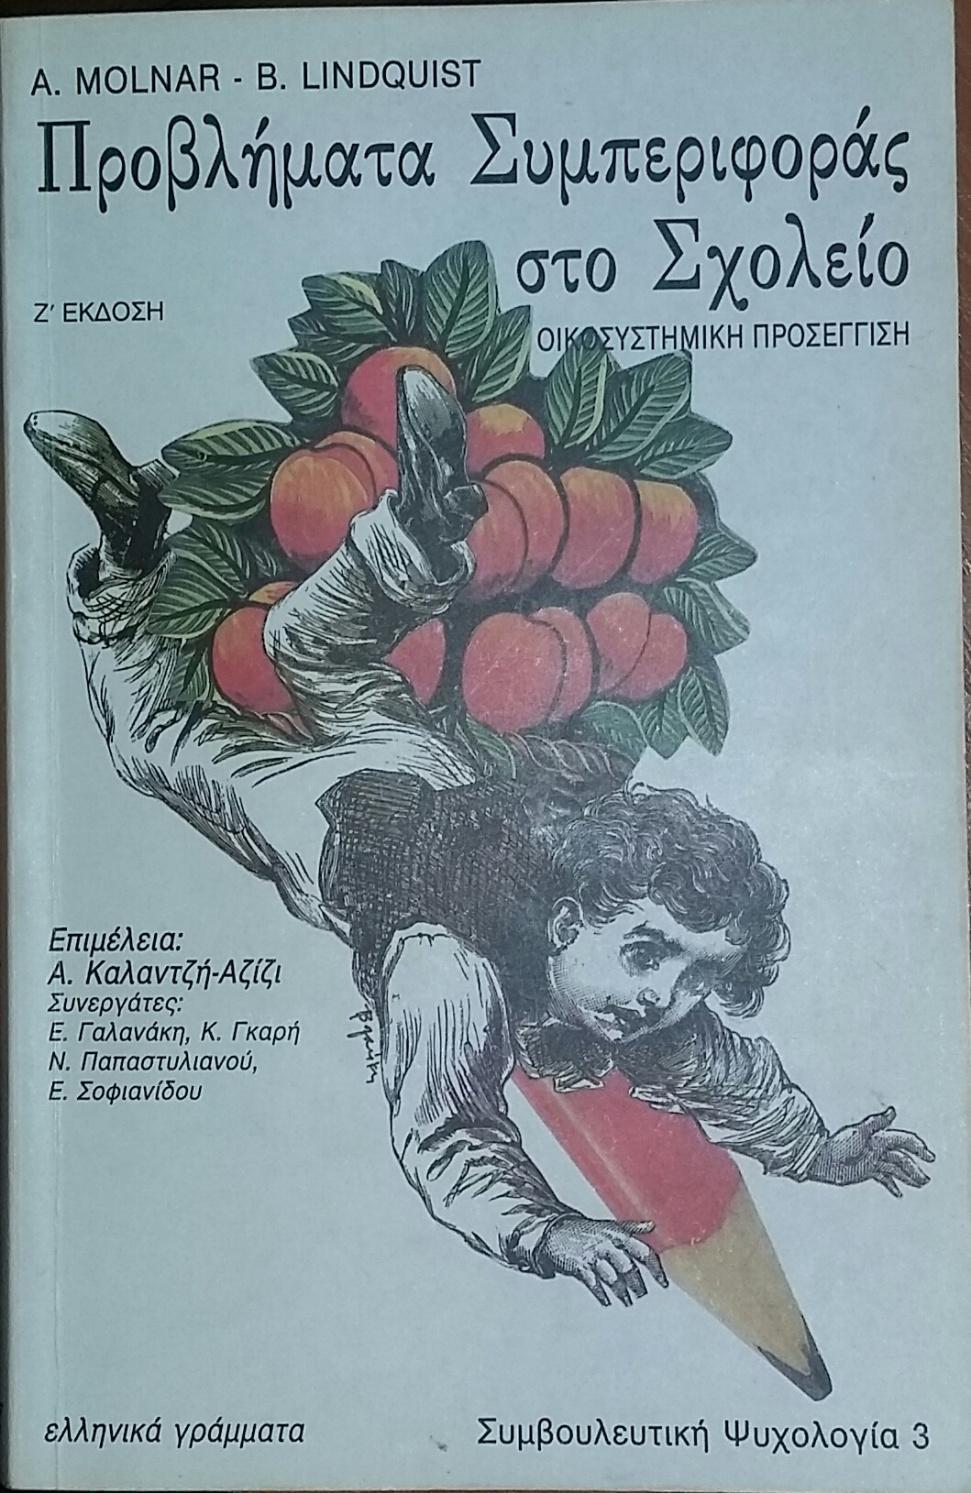 A. MOLNAR - B. LINDQUIST
Προβλήματα Συμπεριφοράς
στο Σχολείο
Ζ' ΕΚΔΟΣΗ
ΟΙΚΟΣΥΣΤΗΜΙΚΗ ΠΡΟΣΕΓΓΙΣΗ
Επιμέλεια:
Α. Καλαντζή-Αζίζι
Συνεργάτες:
Ε. Γαλανάκη, Κ. Γκαρή
Ν. Παπαστυλιανού,
Ε. Σοφιανίδου
ελληνικά γράμματα
Συμβουλευτική Ψυχολογία 3